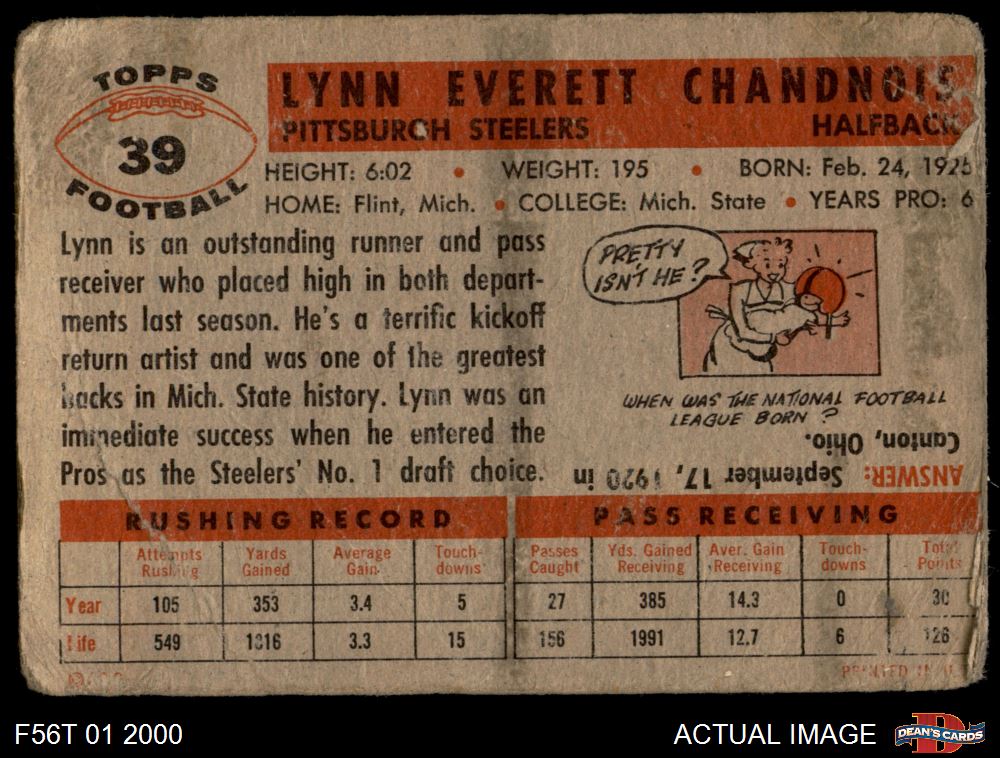 TOPPS
39
FOOTBALL
LYNN EVERETT CHANDNOIS
PITTSBURGH STEELERS HALFBACK
HEIGHT: 6:02 • WEIGHT: 195 • BORN: Feb. 24, 1925
HOME: Flint, Mich. • COLLEGE: Mich. State • YEARS PRO: 6
Lynn is an outstanding runner and pass
receiver who placed high in both depart-
ments last season. He's a terrific kickoff
return artist and was one of the greatest
backs in Mich. State history. Lynn was an
immediate success when he entered the
Pros as the Steelers' No. 1 draft choice.
PRETTY
ISN'T HE?
WHEN WAS THE NATIONAL FOOTBALL
LEAGUE BORN?
ANSWER: September 17, 1920 in
Canton, Ohio.
RUSHING RECORD PASS RECEIVING
Attempts Rushing Yards Gained Average Gain Touch-downs Passes Caught Yds. Gained Receiving Aver. Gain Receiving Touch-downs Total Points
Year 105 353 3.4 5 27 385 14.3 0 30
Life 549 1816 3.3 15 156 1991 12.7 6 126
PRINTED IN
F56T 01 2000
ACTUAL IMAGE
DEAN'S CARDS